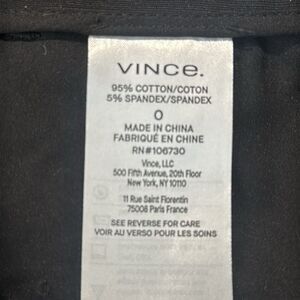 VINCE.
95% COTTON/COTON
5% SPANDEX/SPANDEX
0
MADE IN CHINA
FABRIQUÉ EN CHINE
RN#106730
Vince, LLC
500 Fifth Avenue, 20th Floor
New York, NY 10110
11 Rue Saint Florentin
75008 Paris France
SEE REVERSE FOR CARE
VOIR AU VERSO POUR LES SOINS